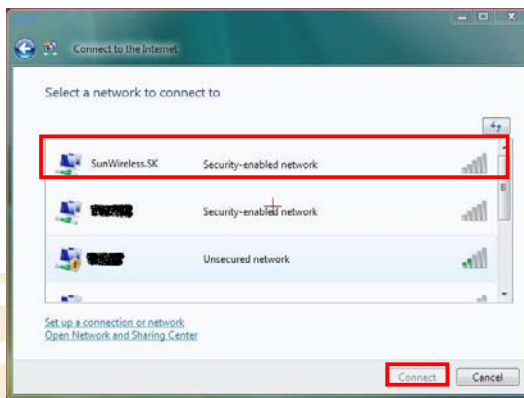 Connect to the Internet
Select a network to connect to
SunWireless.SK Security-enabled network
Security-enabled network
Unsecured network
Set up a connection or network
Open Network and Sharing Center
Connect Cancel